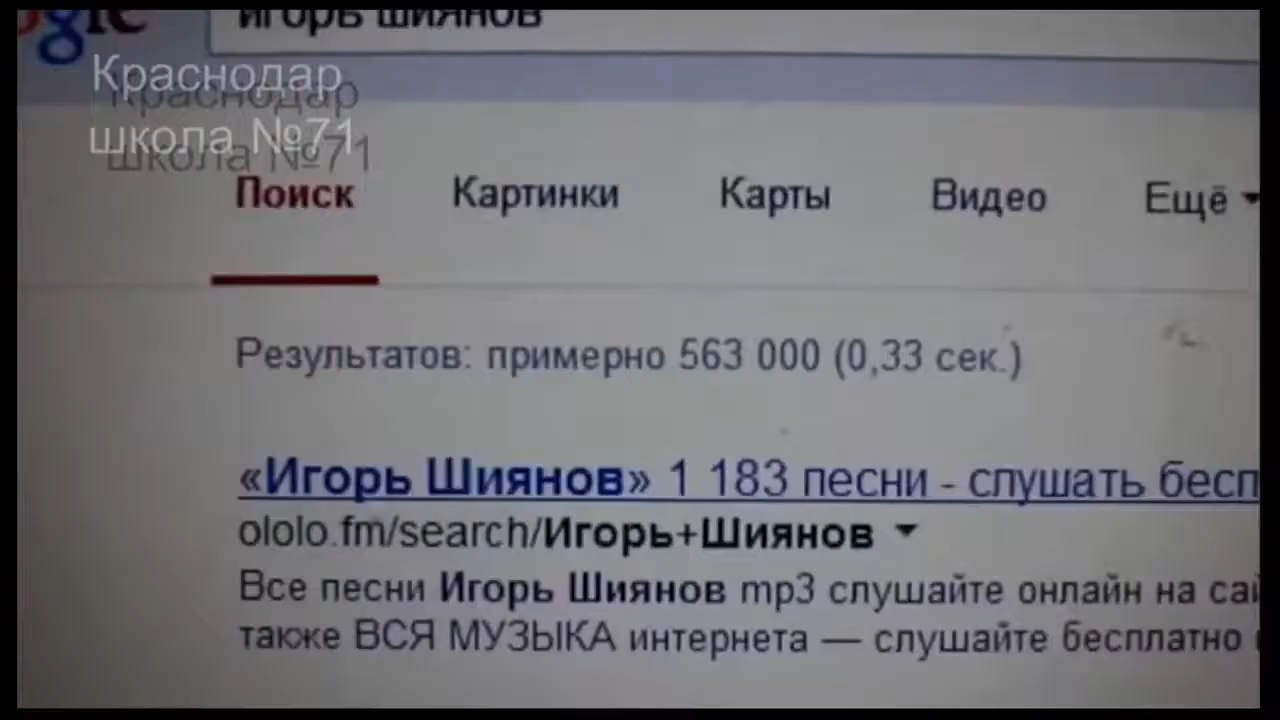 игорь шиянов
Краснодар
школа №71
Поиск Картинки Карты Видео Ещё
Результатов: примерно 563 000 (0,33 сек.)
«Игорь Шиянов» 1 183 песни - слушать бесп
ololo.fm/search/Игорь+Шиянов
Все песни Игорь Шиянов mp3 слушайте онлайн на сай
также ВСЯ МУЗЫКА интернета — слушайте бесплатно